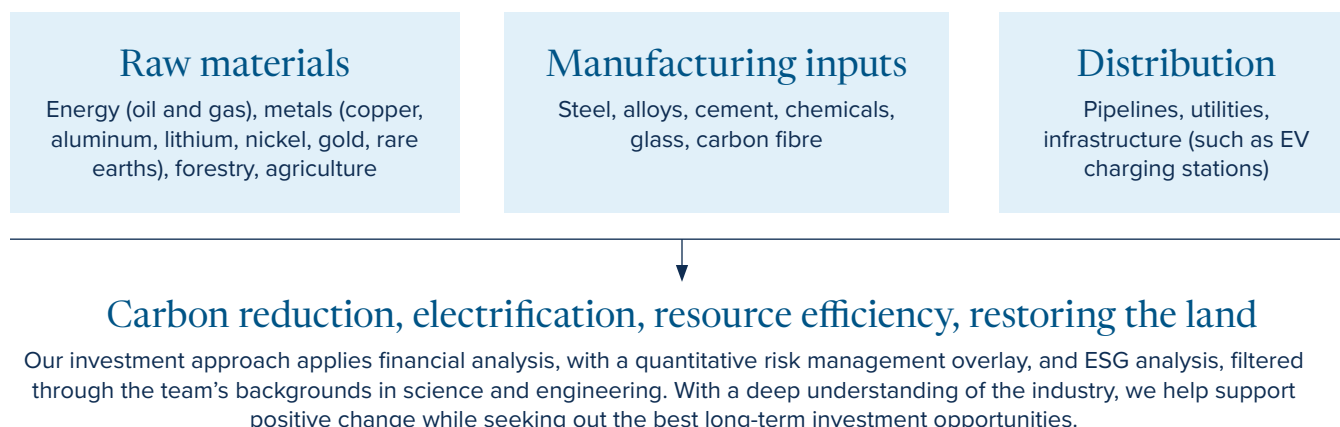 Raw materials
Energy (oil and gas), metals (copper,
aluminum, lithium, nickel, gold, rare
earths), forestry, agriculture
Manufacturing inputs
Steel, alloys, cement, chemicals,
glass, carbon fibre
Distribution
Pipelines, utilities,
infrastructure (such as EV
charging stations)
Carbon reduction, electrification, resource efficiency, restoring the land
Our investment approach applies financial analysis, with a quantitative risk management overlay, and ESG analysis, filtered
through the team’s backgrounds in science and engineering. With a deep understanding of the industry, we help support
positive change while seeking out the best long-term investment opportunities.